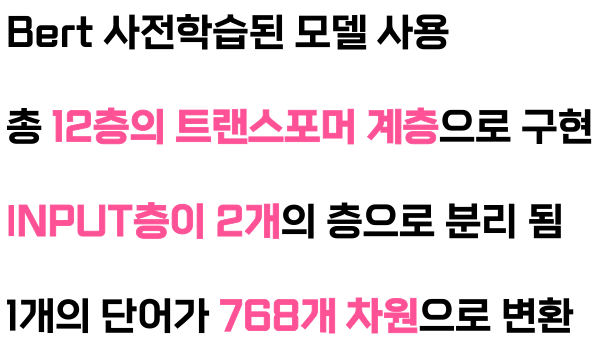 Bert 사전학습된 모델 사용
총 12층의 트랜스포머 계층으로 구현
INPUT층이 2개의 층으로 분리 됨
1개의 단어가 768개 차원으로 변환